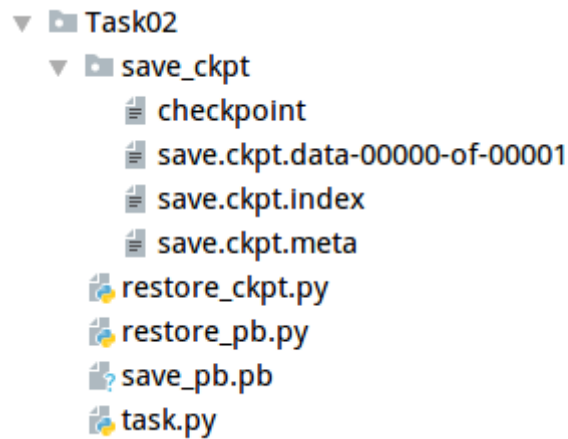 Task02
save_ckpt
checkpoint
save.ckpt.data-00000-of-00001
save.ckpt.index
save.ckpt.meta
restore_ckpt.py
restore_pb.py
save_pb.pb
task.py